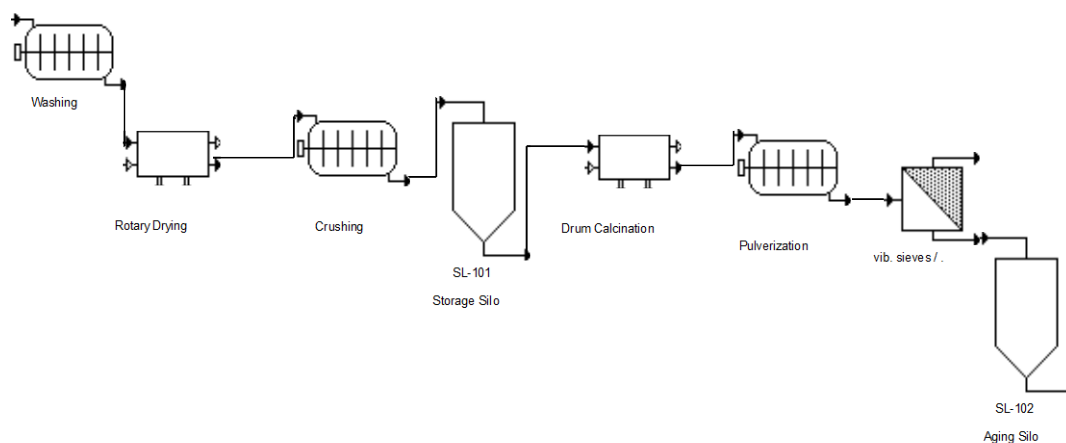 Washing
Rotary Drying
Crushing
SL-101
Storage Silo
Drum Calcination
Pulverization
vib. sieves / .
SL-102
Aging Silo